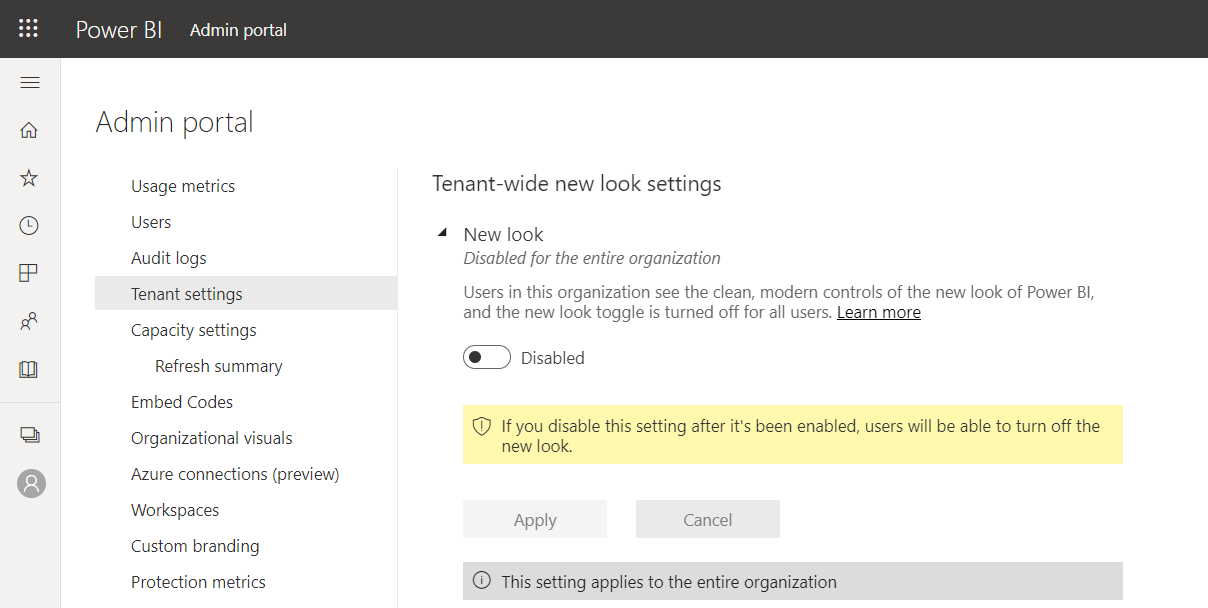 Power BI Admin portal
Admin portal
Usage metrics
Users
Audit logs
Tenant settings
Capacity settings
Refresh summary
Embed Codes
Organizational visuals
Azure connections (preview)
Workspaces
Custom branding
Protection metrics
Tenant-wide new look settings
New look
Disabled for the entire organization
Users in this organization see the clean, modern controls of the new look of Power BI,
and the new look toggle is turned off for all users. Learn more
Disabled
If you disable this setting after it's been enabled, users will be able to turn off the
new look.
Apply Cancel
This setting applies to the entire organization